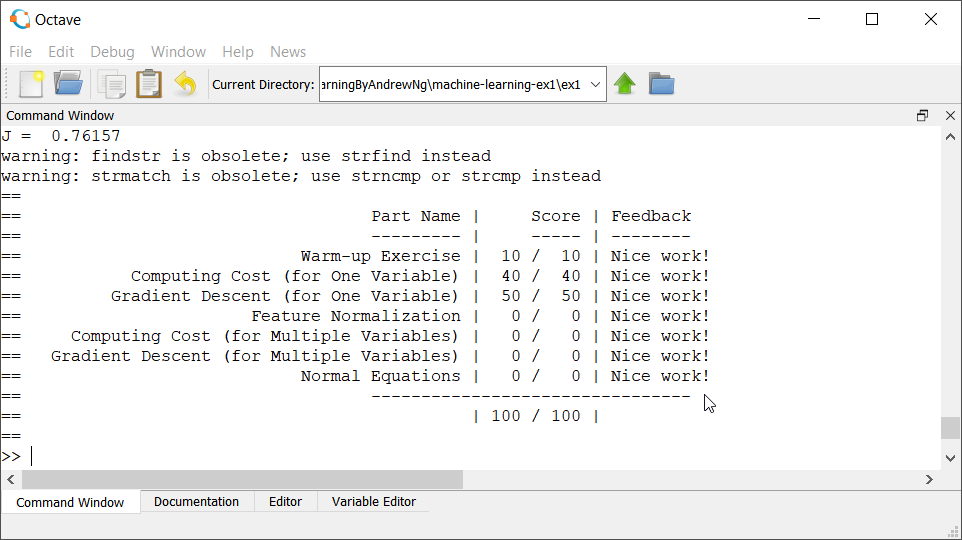 Octave
File Edit Debug Window Help News
Current Directory: arningByAndrewNg\machine-learning-ex1\ex1
Command Window
J =  0.76157
warning: findstr is obsolete; use strfind instead
warning: strmatch is obsolete; use strncmp or strcmp instead
==
==                                   Part Name |     Score | Feedback
==                                   --------- |     ----- | --------
==                            Warm-up Exercise |  10 /  10 | Nice work!
==           Computing Cost (for One Variable) |  40 /  40 | Nice work!
==         Gradient Descent (for One Variable) |  50 /  50 | Nice work!
==                       Feature Normalization |   0 /   0 | Nice work!
==     Computing Cost (for Multiple Variables) |   0 /   0 | Nice work!
==   Gradient Descent (for Multiple Variables) |   0 /   0 | Nice work!
==                            Normal Equations |   0 /   0 | Nice work!
==                                   --------------------------------
==                                             | 100 / 100 |
==
>>
Command Window Documentation Editor Variable Editor